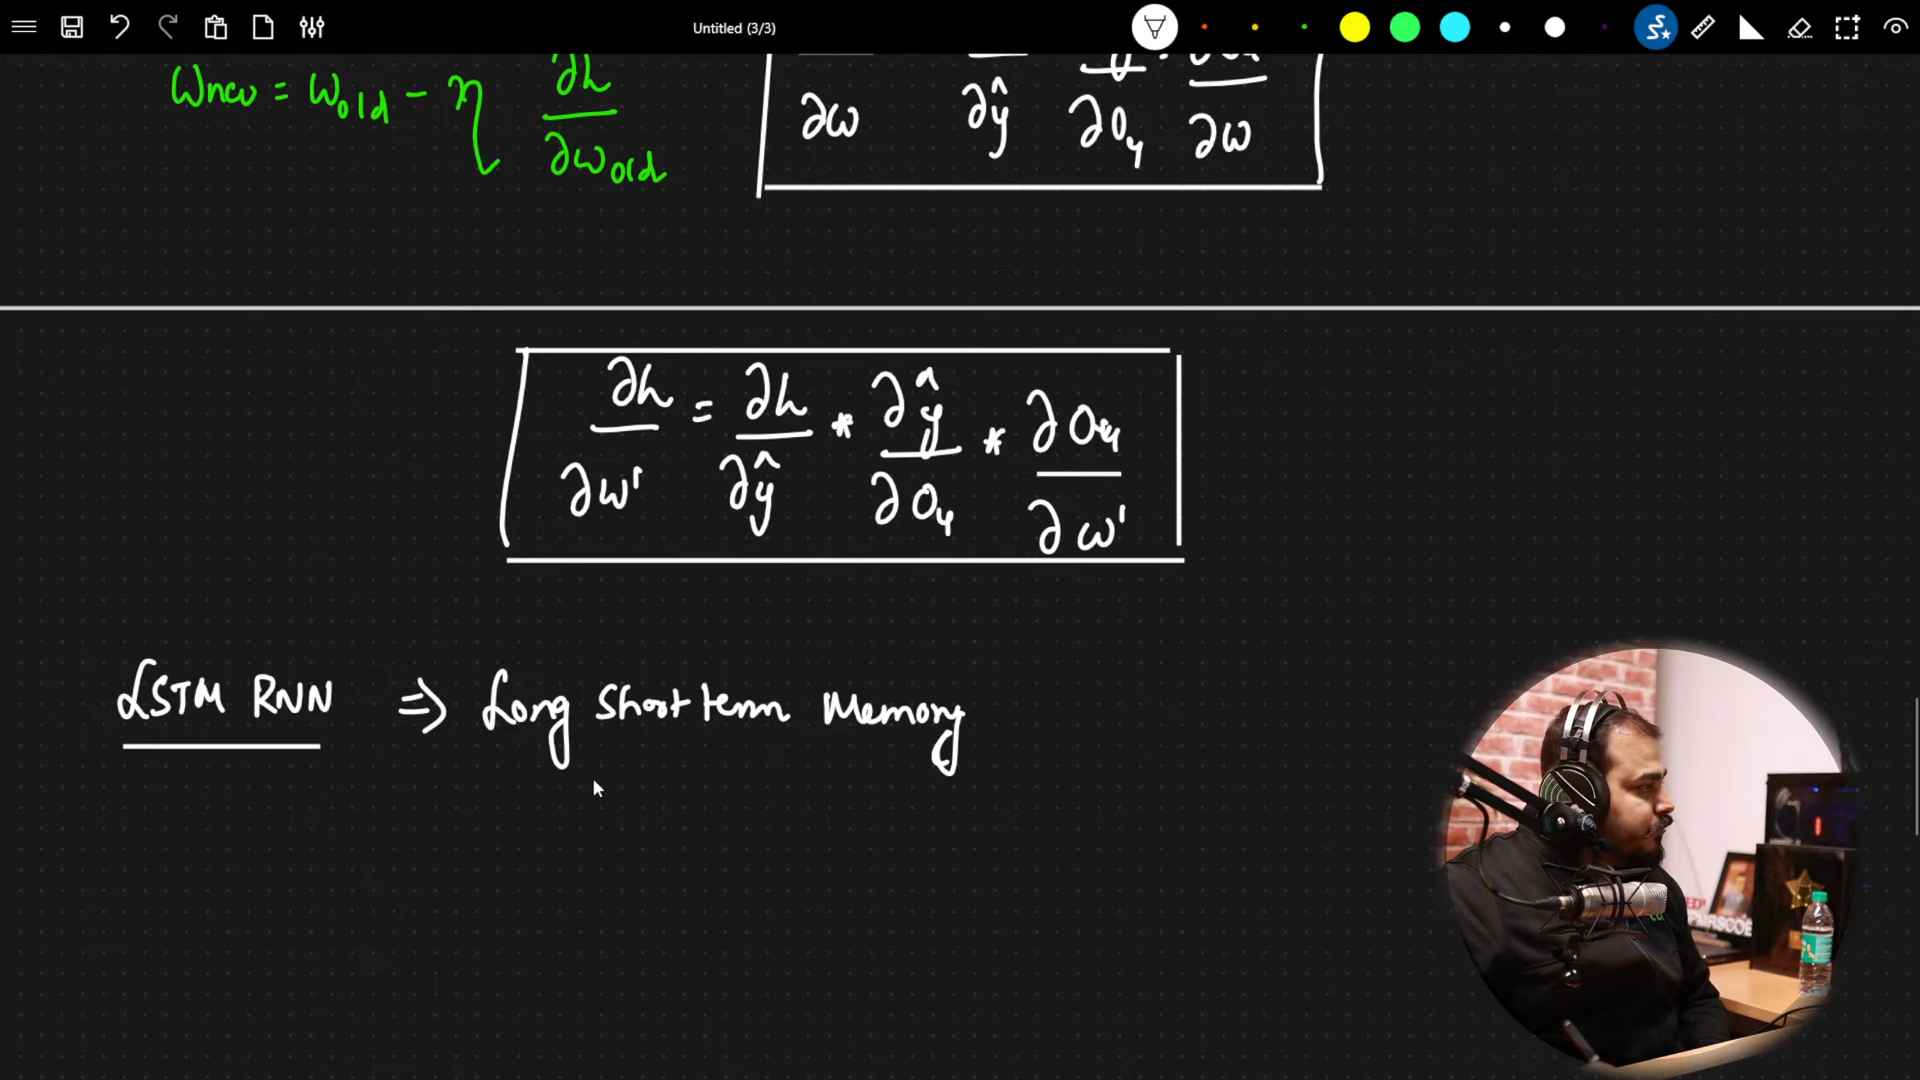 Untitled (3/3)
Wnew = Wold - η ∂h / ∂wold
∂w ∂ŷ ∂O4 ∂w
∂h / ∂w' = ∂h / ∂ŷ * ∂ŷ / ∂O4 * ∂O4 / ∂w'
LSTM RNN ⇒ Long Short term Memory